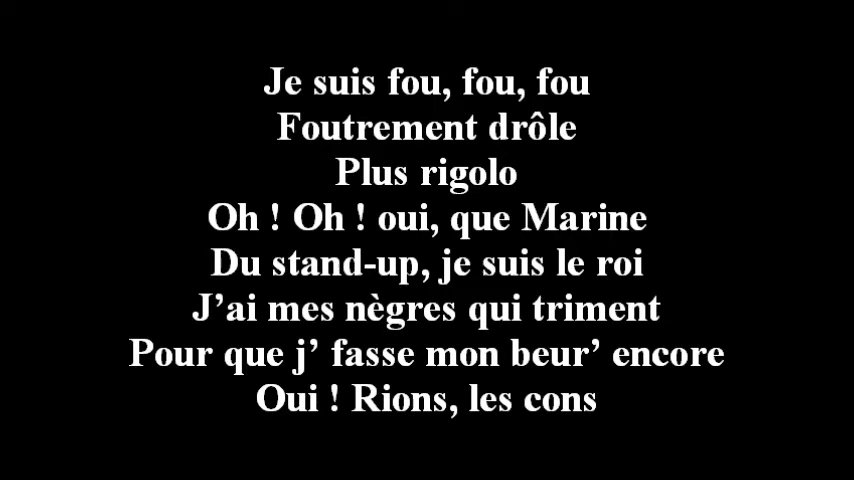 Je suis fou, fou, fou
Foutrement drôle
Plus rigolo
Oh ! Oh ! oui, que Marine
Du stand-up, je suis le roi
J’ai mes nègres qui triment
Pour que j’ fasse mon beur’ encore
Oui ! Rions, les cons